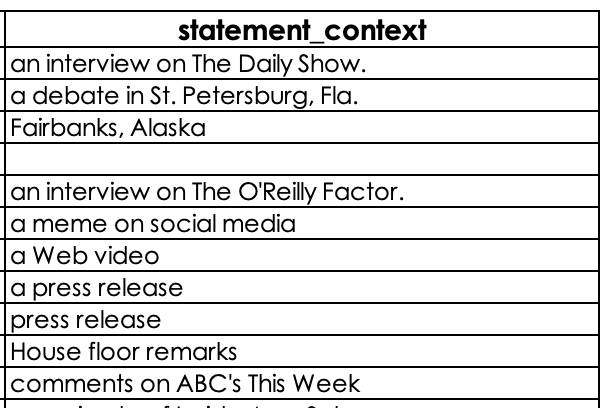 statement_context
an interview on The Daily Show.
a debate in St. Petersburg, Fla.
Fairbanks, Alaska
an interview on The O'Reilly Factor.
a meme on social media
a Web video
a press release
press release
House floor remarks
comments on ABC's This Week